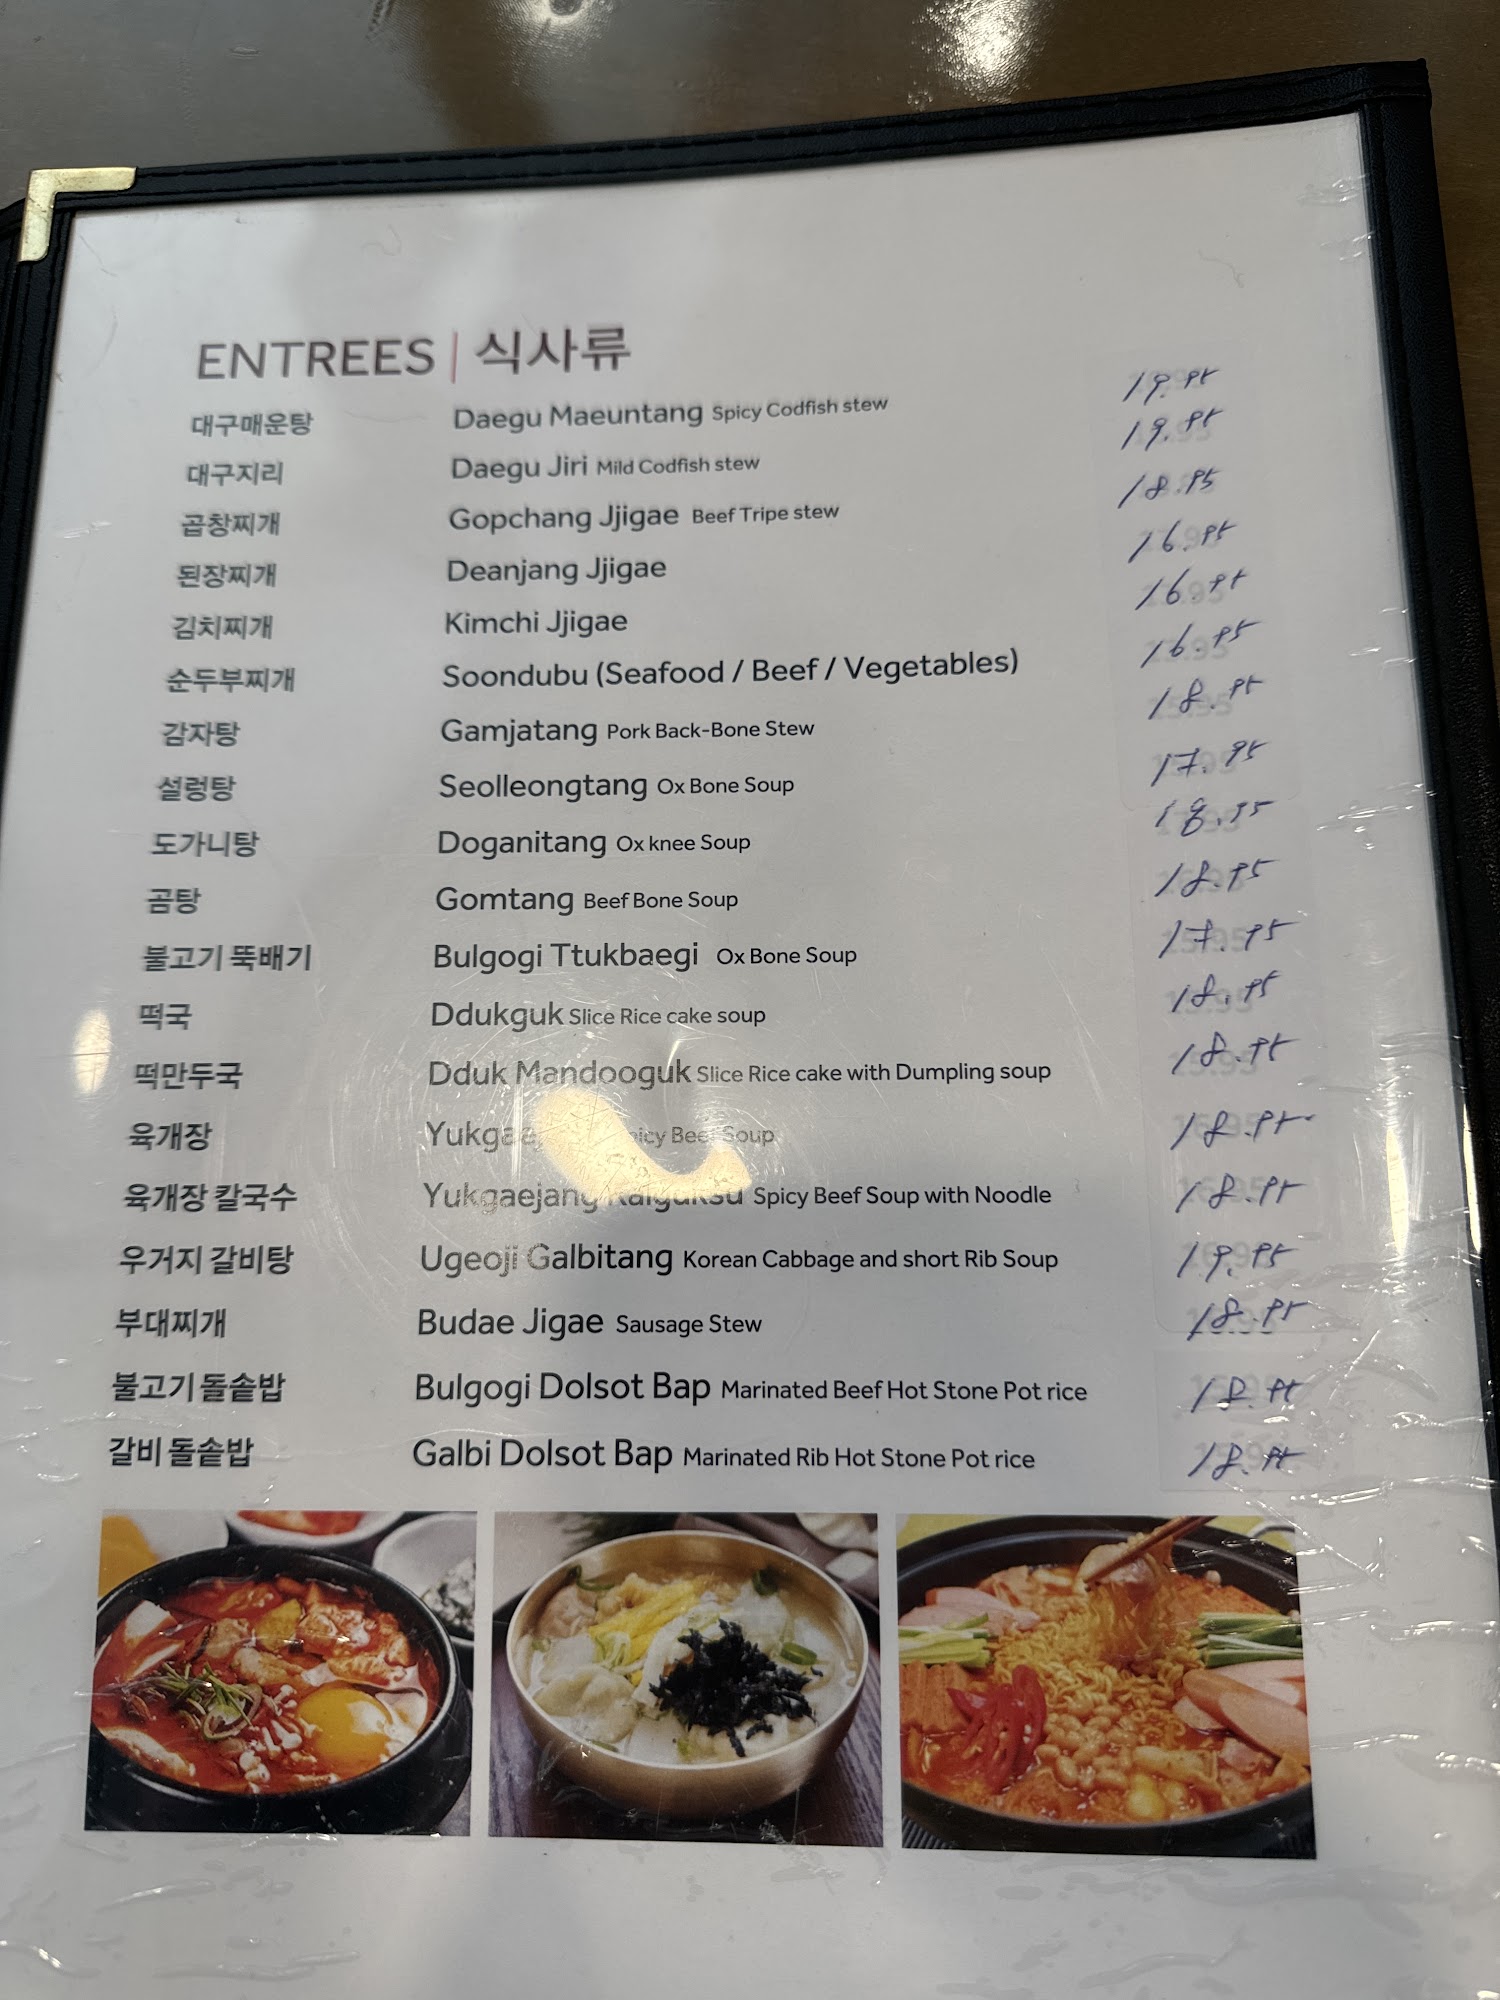 ENTREES | 식사류
대구매운탕 Daegu Maeuntang Spicy Codfish stew 19.95
대구지리 Daegu Jiri Mild Codfish stew 19.95
곱창찌개 Gopchang Jjigae Beef Tripe stew 18.95
된장찌개 Deanjang Jjigae 16.95
김치찌개 Kimchi Jjigae 16.95
순두부찌개 Soondubu (Seafood / Beef / Vegetables) 16.95
감자탕 Gamjatang Pork Back-Bone Stew 18.95
설렁탕 Seolleongtang Ox Bone Soup 17.95
도가니탕 Doganitang Ox knee Soup 18.95
곰탕 Gomtang Beef Bone Soup 18.95
불고기 뚝배기 Bulgogi Ttukbaegi Ox Bone Soup 17.95
떡국 Ddukguk Slice Rice cake soup 18.95
떡만두국 Dduk Mandooguk Slice Rice cake with Dumpling soup 18.95
육개장 Soup 18.95
육개장 칼국수 Yukgaejang Kalguksu Spicy Beef Soup with Noodle 18.95
우거지 갈비탕 Ugeoji Galbitang Korean Cabbage and short Rib Soup 19.95
부대찌개 Budae Jigae Sausage Stew 18.95
불고기 돌솥밥 Bulgogi Dolsot Bap Marinated Beef Hot Stone Pot rice 18.95
갈비 돌솥밥 Galbi Dolsot Bap Marinated Rib Hot Stone Pot rice 18.95